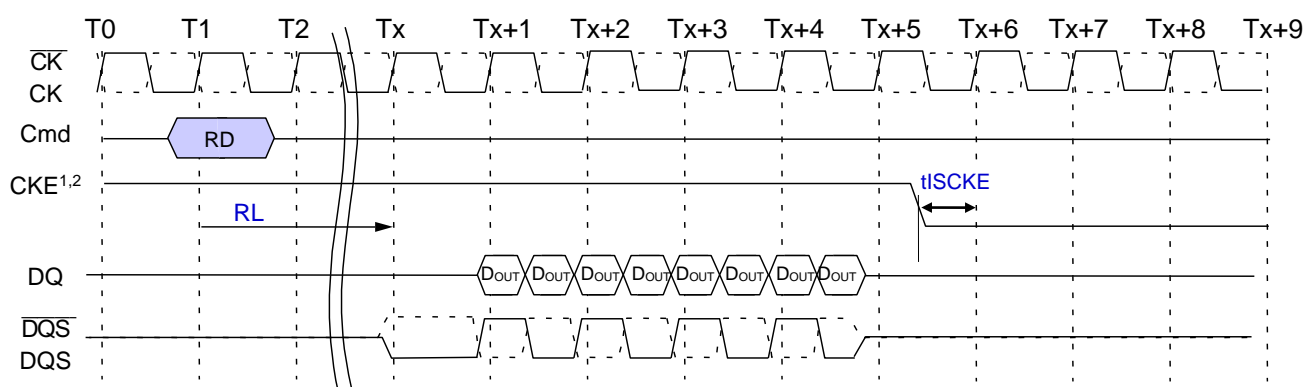 T0 T1 T2 Tx Tx+1 Tx+2 Tx+3 Tx+4 Tx+5 Tx+6 Tx+7 Tx+8 Tx+9
CK
CK
Cmd RD
CKE1,2 tISCKE
RL
DQ DOUT DOUT DOUT DOUT DOUT DOUT DOUT DOUT
DQS
DQS